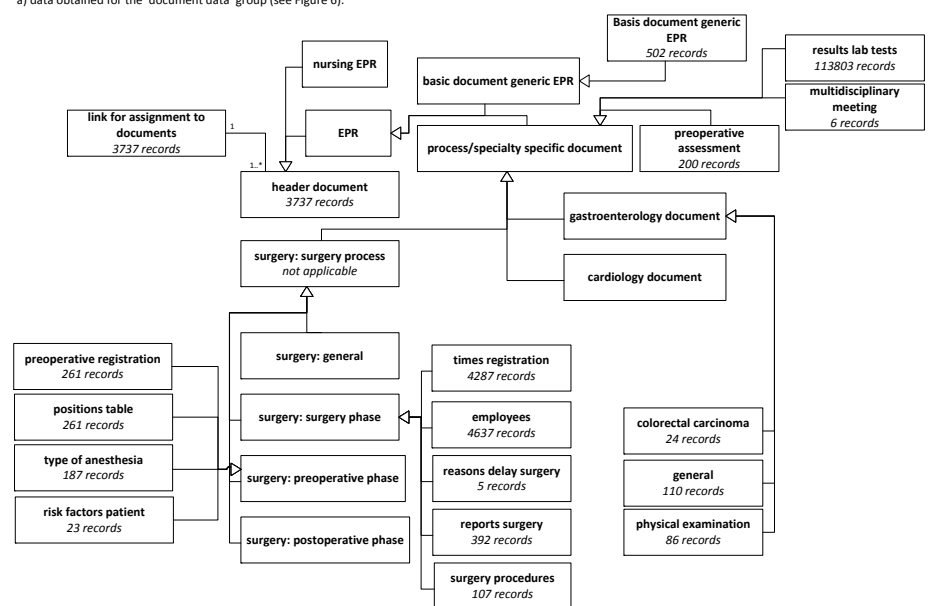 a) data obtained for the 'document data' group (see Figure 6).
Basis document generic
EPR
502 records
nursing EPR
basic document generic EPR
results lab tests
113803 records
multidisciplinary
meeting
6 records
link for assignment to
documents
3737 records
1
EPR
process/specialty specific document
preoperative
assessment
200 records
1..*
header document
3737 records
gastroenterology document
surgery: surgery process
not applicable
cardiology document
surgery: general
preoperative registration
261 records
times registration
4287 records
positions table
261 records
surgery: surgery phase
employees
4637 records
colorectal carcinoma
24 records
type of anesthesia
187 records
surgery: preoperative phase
reasons delay surgery
5 records
general
110 records
risk factors patient
23 records
surgery: postoperative phase
reports surgery
392 records
physical examination
86 records
surgery procedures
107 records